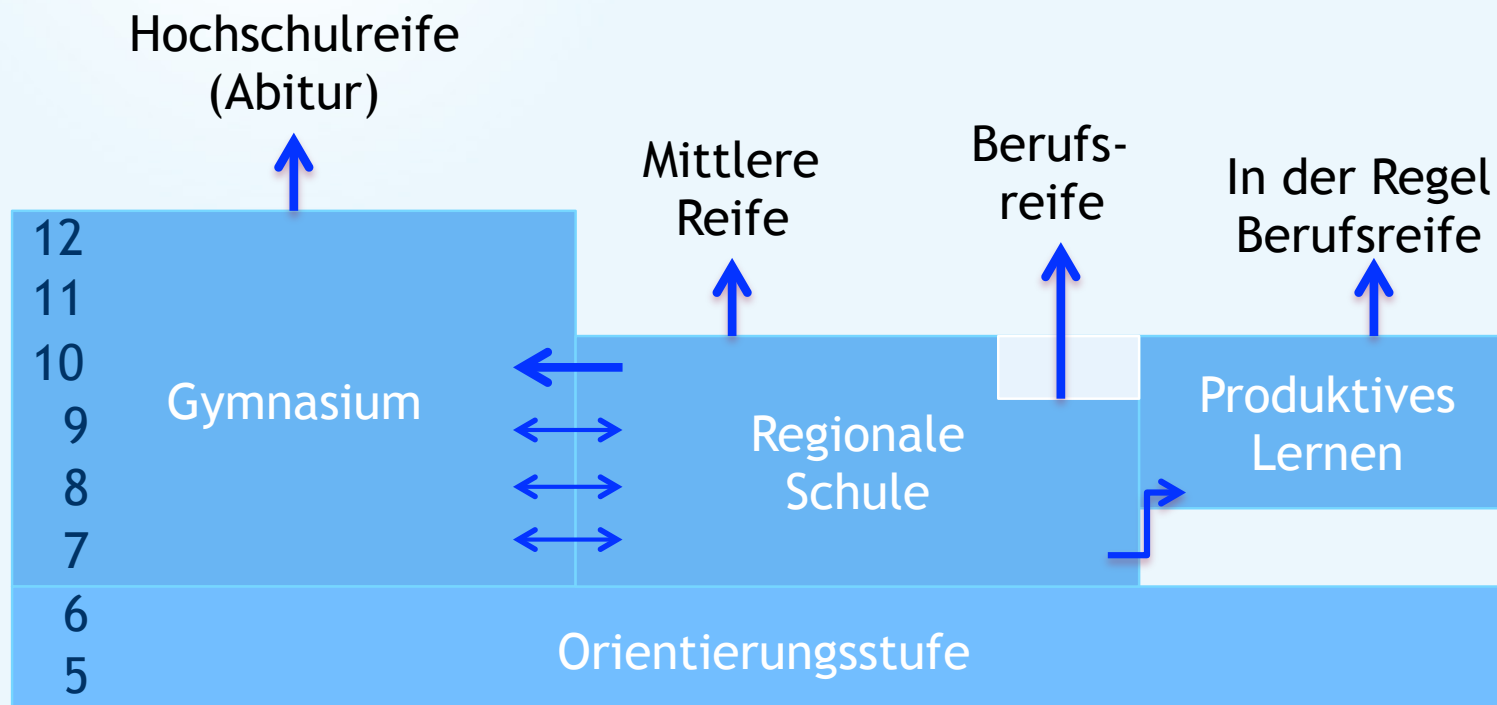 Hochschulreife
(Abitur)
Mittlere
Reife
Berufs-
reife
In der Regel
Berufsreife
12
11
10
9
8
7
6
5
Gymnasium
Regionale
Schule
Produktives
Lernen
Orientierungsstufe